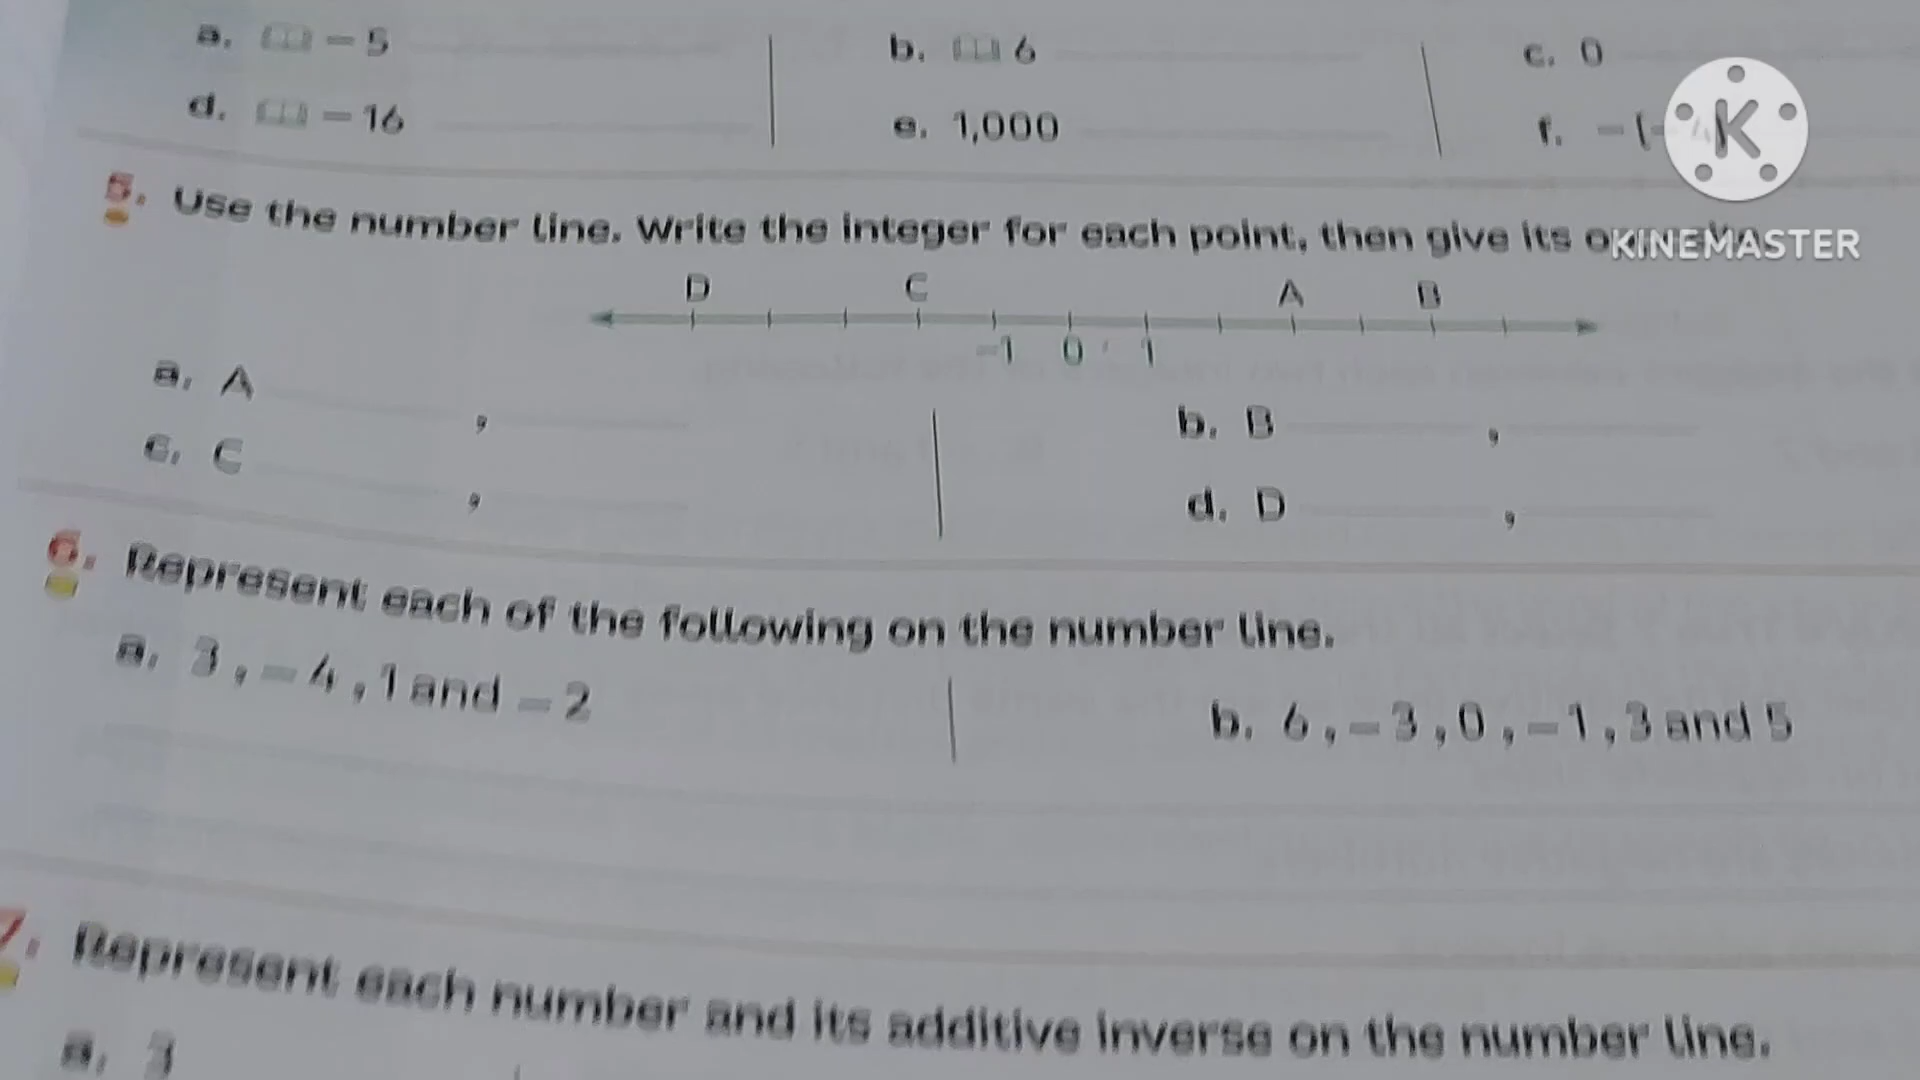 a. – 5 b. 6 c. 0
d. – 16 e. 1,000 f. – (–
5. Use the number line. Write the integer for each point, then give its
KINEMASTER
D C A B
–1 0 1
a. A , b. B ,
c. C , d. D ,
6. Represent each of the following on the number line.
a. 3 , – 4 , 1 and – 2 b. 6 , – 3 , 0 , – 1 , 3 and 5
7. Represent each number and its additive inverse on the number line.
a. 3